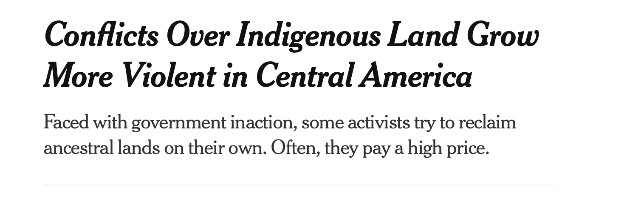 Conflicts Over Indigenous Land Grow
More Violent in Central America
Faced with government inaction, some activists try to reclaim
ancestral lands on their own. Often, they pay a high price.